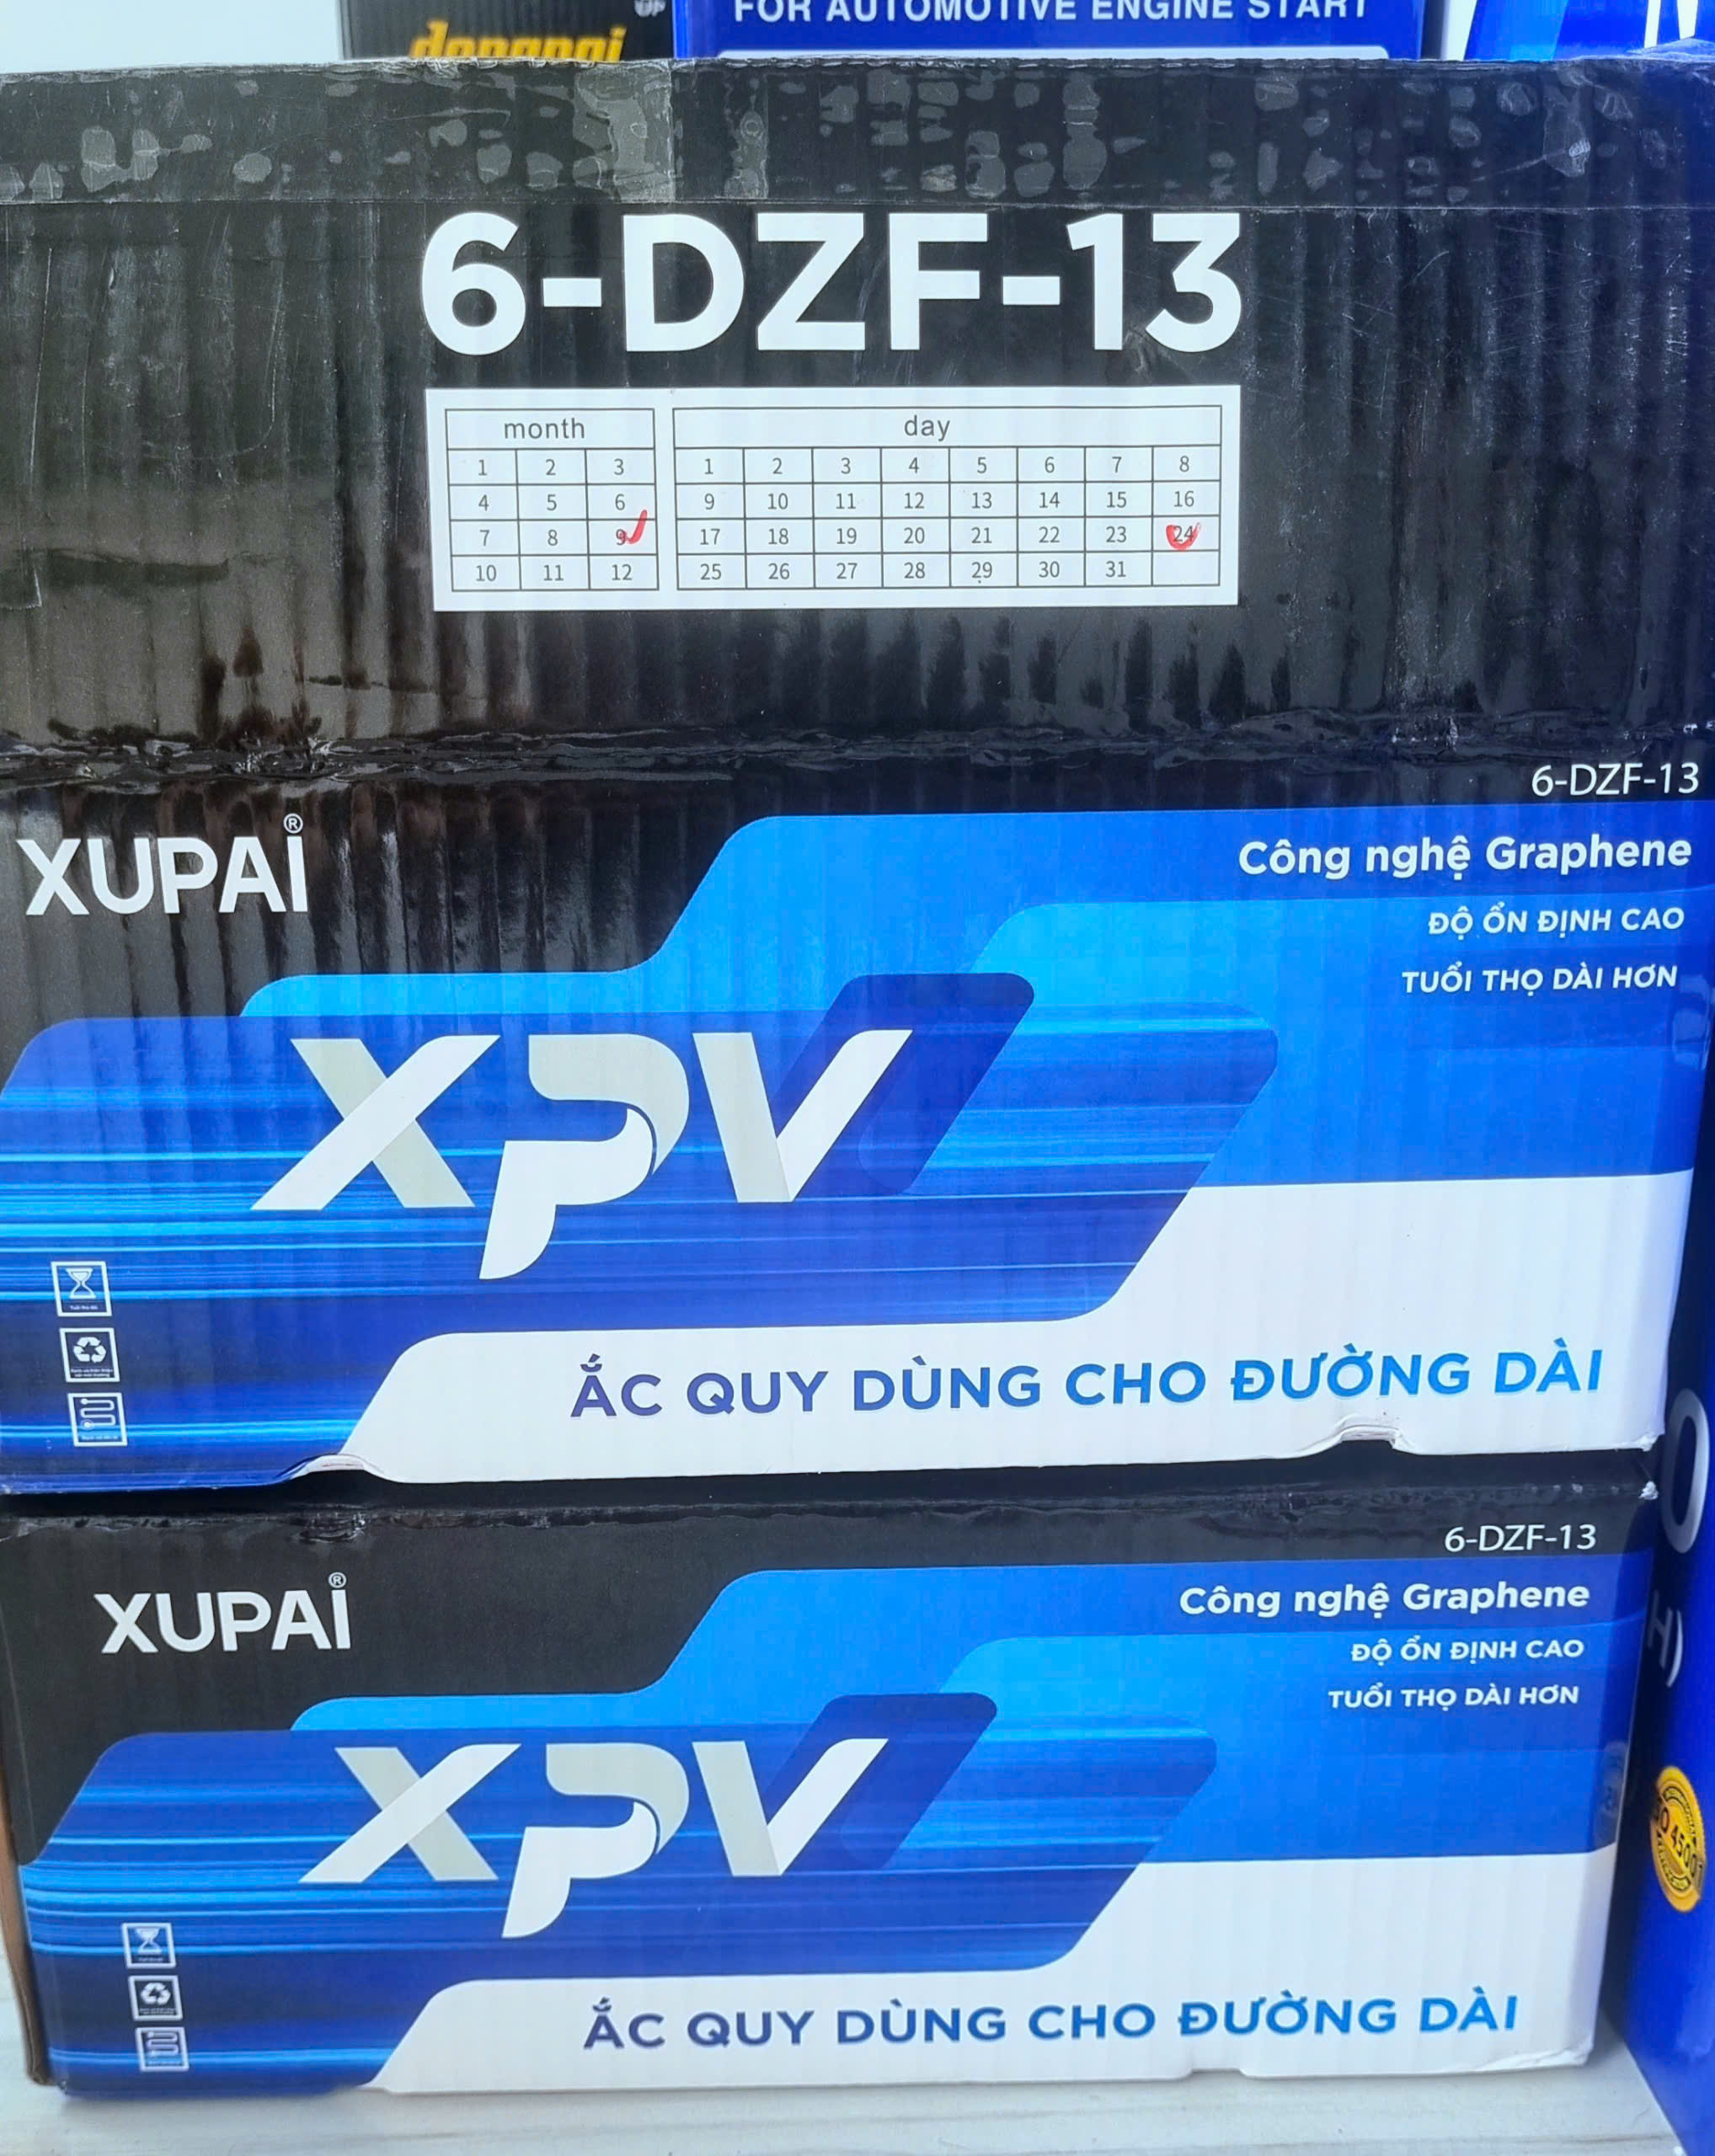 dongnai
FOR AUTOMOTIVE ENGINE START
6-DZF-13
month
day
1 2 3
1 2 3 4 5 6 7 8
4 5 6
9 10 11 12 13 14 15 16
7 8 9
17 18 19 20 21 22 23 24
10 11 12
25 26 27 28 29 30 31
6-DZF-13
XUPAI®
Công nghệ Graphene
ĐỘ ỔN ĐỊNH CAO
TUỔI THỌ DÀI HƠN
XPV
ẮC QUY DÙNG CHO ĐƯỜNG DÀI
6-DZF-13
XUPAI®
Công nghệ Graphene
ĐỘ ỔN ĐỊNH CAO
TUỔI THỌ DÀI HƠN
XPV
ẮC QUY DÙNG CHO ĐƯỜNG DÀI